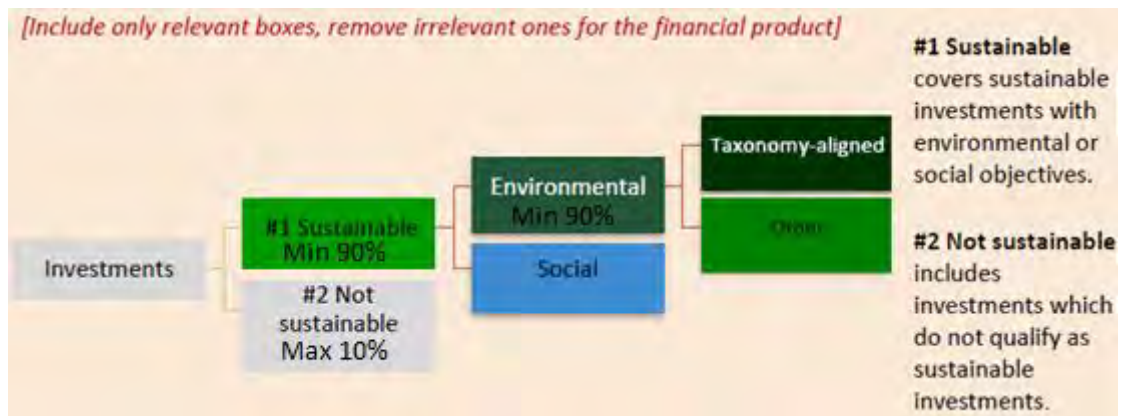 [Include only relevant boxes, remove irrelevant ones for the financial product]
Investments
#1 Sustainable
Min 90%
#2 Not
sustainable
Max 10%
Environmental
Min 90%
Social
Taxonomy-aligned
Other
#1 Sustainable
covers sustainable
investments with
environmental or
social objectives.
#2 Not sustainable
includes
investments which
do not qualify as
sustainable
investments.